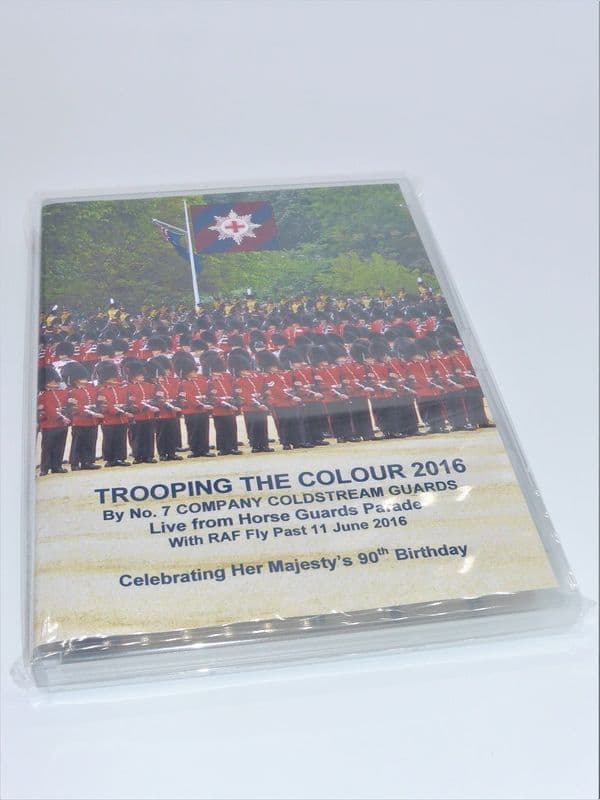 TROOPING THE COLOUR 2016
By No. 7 COMPANY COLDSTREAM GUARDS
Live from Horse Guards Parade
With RAF Fly Past 11 June 2016
Celebrating Her Majesty's 90th Birthday